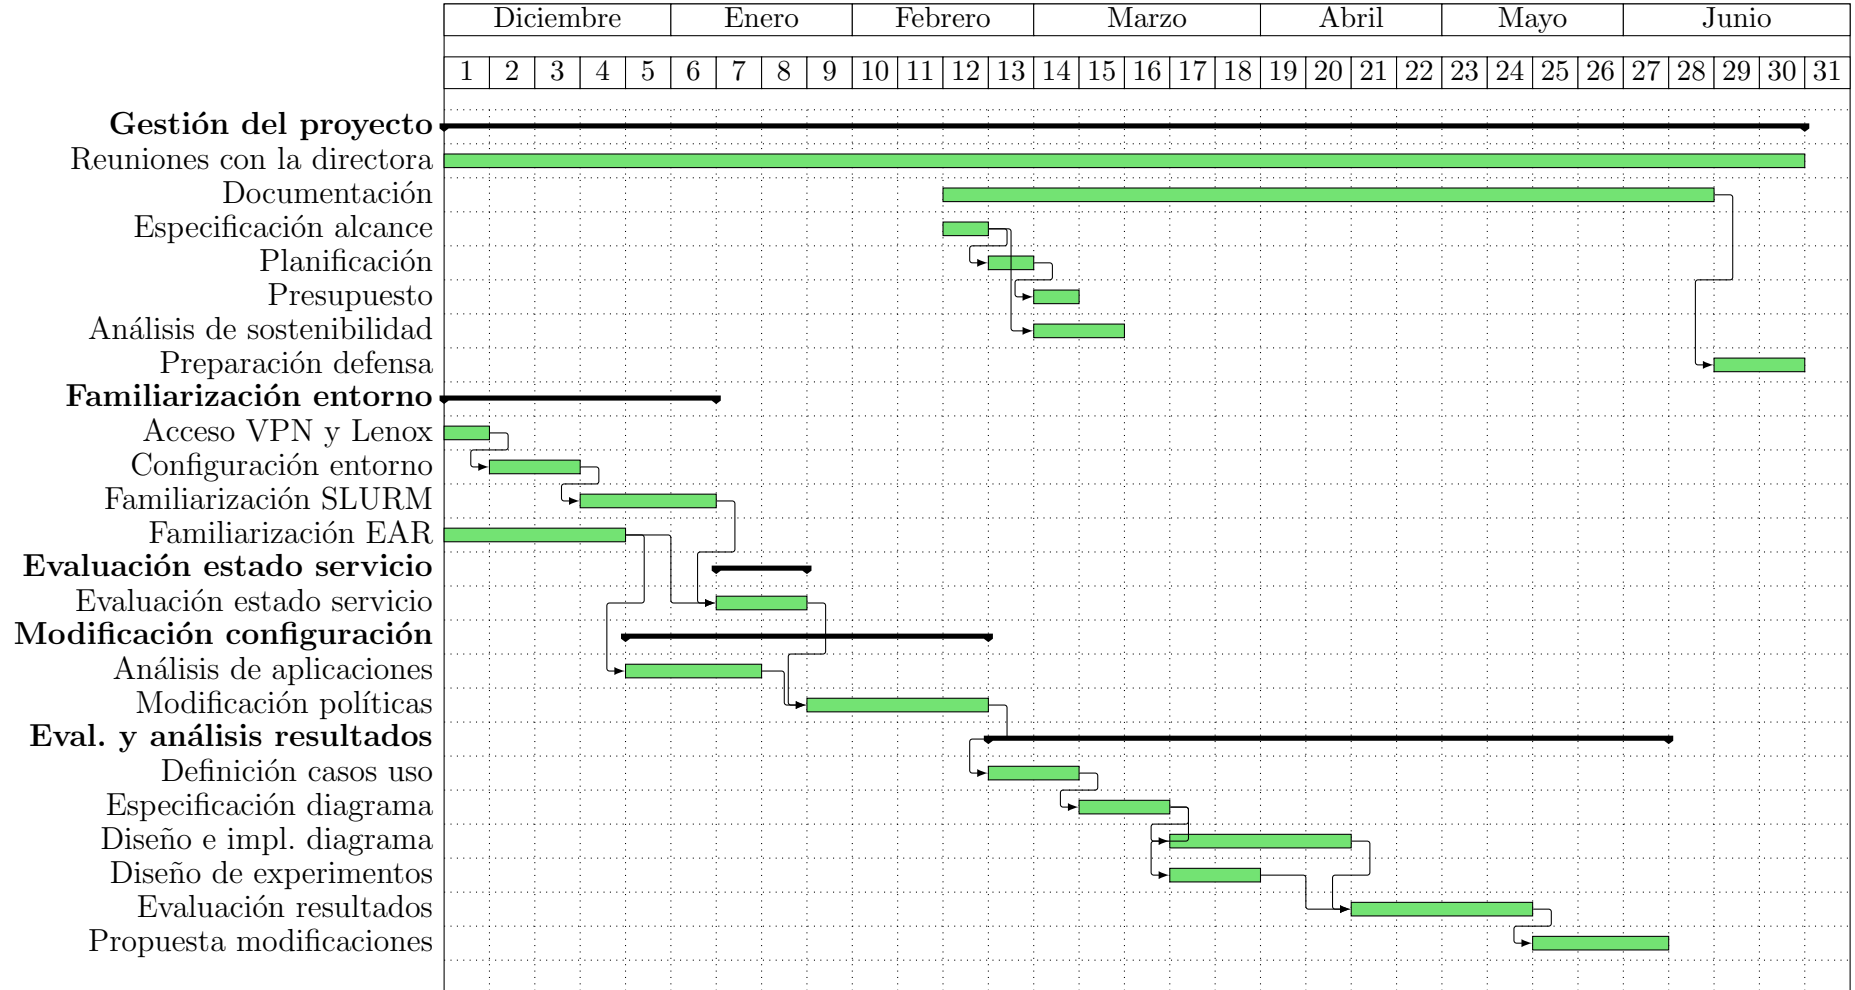 Diciembre Enero Febrero Marzo Abril Mayo Junio
1 2 3 4 5 6 7 8 9 10 11 12 13 14 15 16 17 18 19 20 21 22 23 24 25 26 27 28 29 30 31
Gestión del proyecto
Reuniones con la directora
Documentación
Especificación alcance
Planificación
Presupuesto
Análisis de sostenibilidad
Preparación defensa
Familiarización entorno
Acceso VPN y Lenox
Configuración entorno
Familiarización SLURM
Familiarización EAR
Evaluación estado servicio
Evaluación estado servicio
Modificación configuración
Análisis de aplicaciones
Modificación políticas
Eval. y análisis resultados
Definición casos uso
Especificación diagrama
Diseño e impl. diagrama
Diseño de experimentos
Evaluación resultados
Propuesta modificaciones